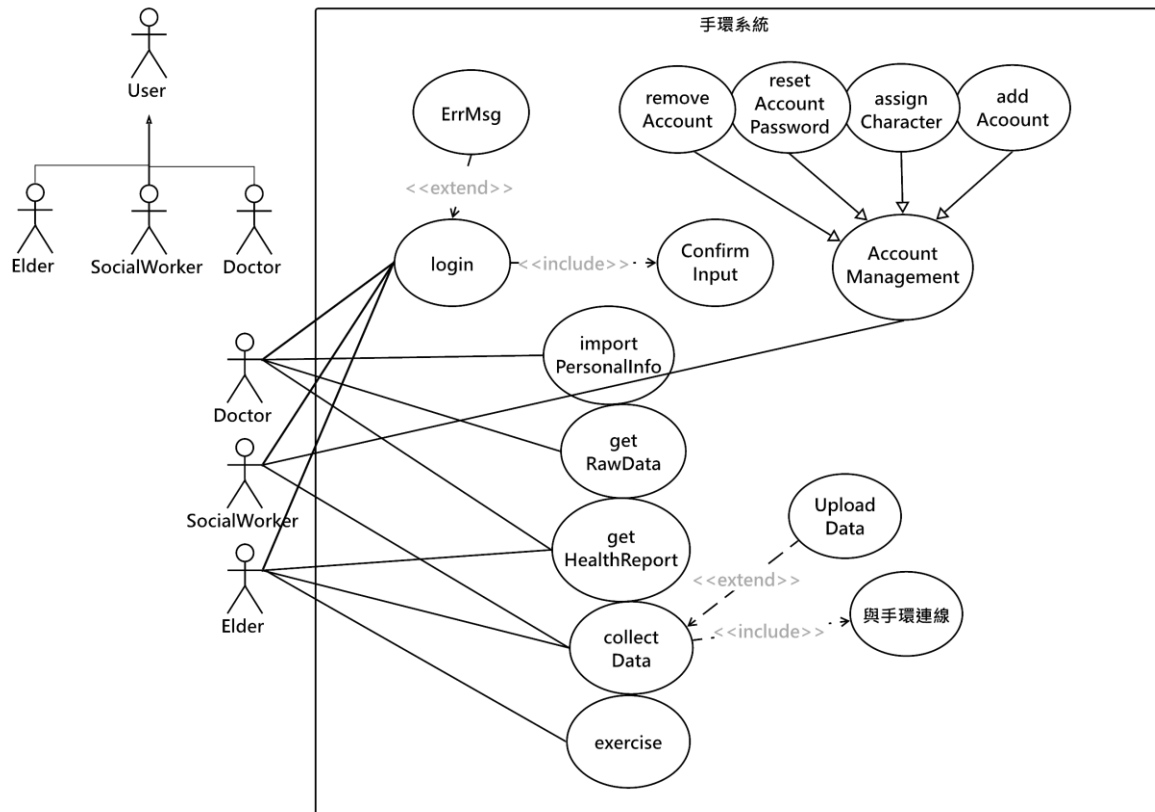 手環系統
User
Elder
SocialWorker
Doctor
ErrMsg
remove
Account
reset
Account
Password
assign
Character
add
Acoount
<<extend>>
login
<<include>>
Confirm
Input
Account
Management
Doctor
import
PersonalInfo
SocialWorker
get
RawData
Elder
get
HealthReport
Upload
Data
<<extend>>
collect
Data
<<include>>
與手環連線
exercise